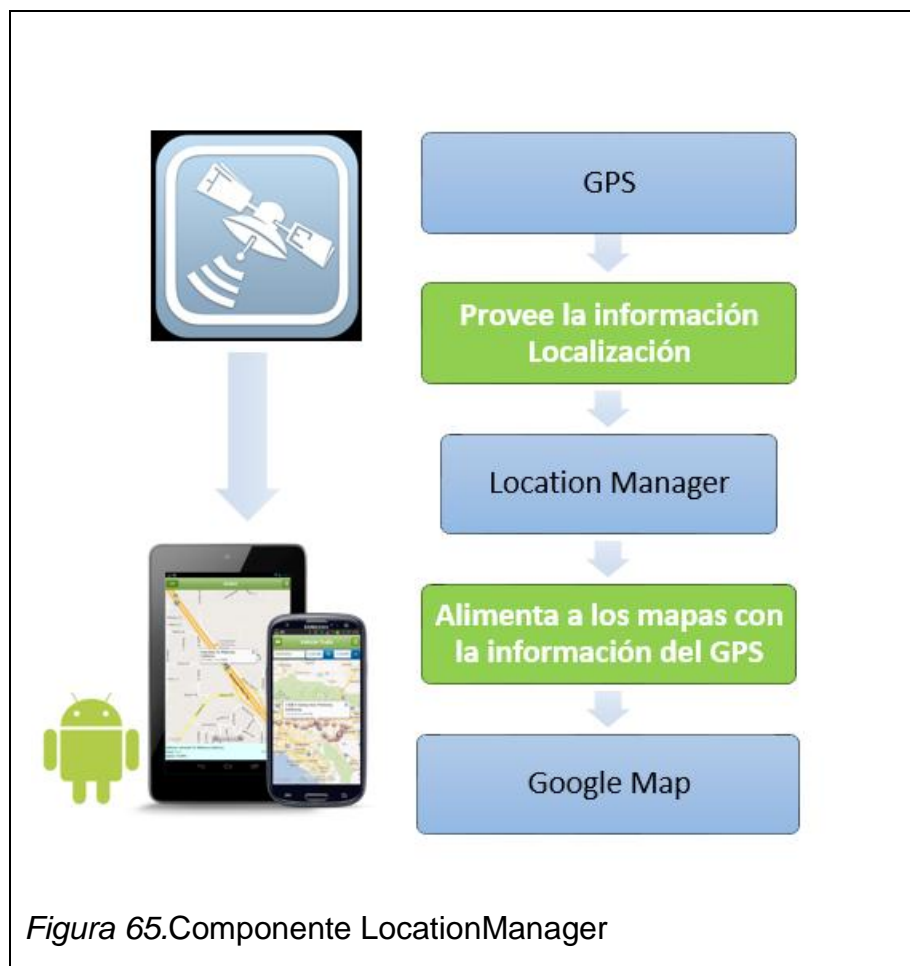 GPS
Provee la información
Localización
Location Manager
Alimenta a los mapas con
la información del GPS
Google Map
SAMSUNG
Figura 65.Componente LocationManager